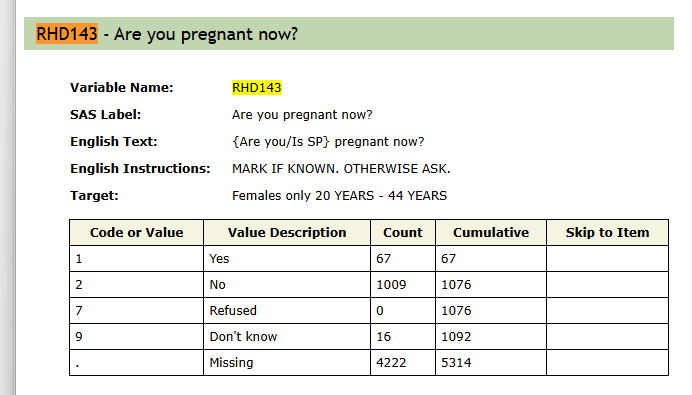 RHD143 - Are you pregnant now?
Variable Name: RHD143
SAS Label: Are you pregnant now?
English Text: {Are you/Is SP} pregnant now?
English Instructions: MARK IF KNOWN. OTHERWISE ASK.
Target: Females only 20 YEARS - 44 YEARS
Code or Value Value Description Count Cumulative Skip to Item
1 Yes 67 67
2 No 1009 1076
7 Refused 0 1076
9 Don't know 16 1092
. Missing 4222 5314